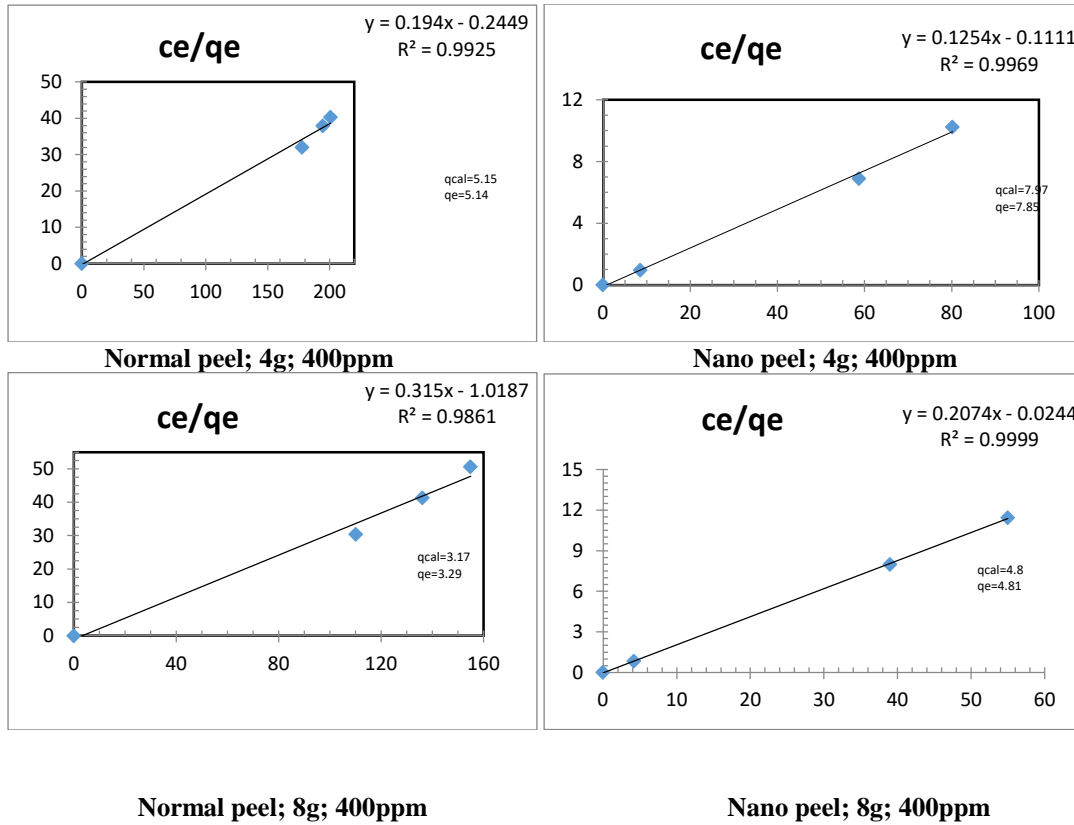 y = 0.194x - 0.2449
R² = 0.9925
ce/qe
50
40
30
20
10
0
0 50 100 150 200
qcal=5.15
qe=5.14
Normal peel; 4g; 400ppm
y = 0.1254x - 0.1111
R² = 0.9969
ce/qe
12
8
4
0
0 20 40 60 80 100
qcal=7.97
qe=7.85
Nano peel; 4g; 400ppm
y = 0.315x - 1.0187
R² = 0.9861
ce/qe
50
40
30
20
10
0
0 40 80 120 160
qcal=3.17
qe=3.29
Normal peel; 8g; 400ppm
y = 0.2074x - 0.0244
R² = 0.9999
ce/qe
15
12
9
6
3
0
0 10 20 30 40 50 60
qcal=4.8
qe=4.81
Nano peel; 8g; 400ppm